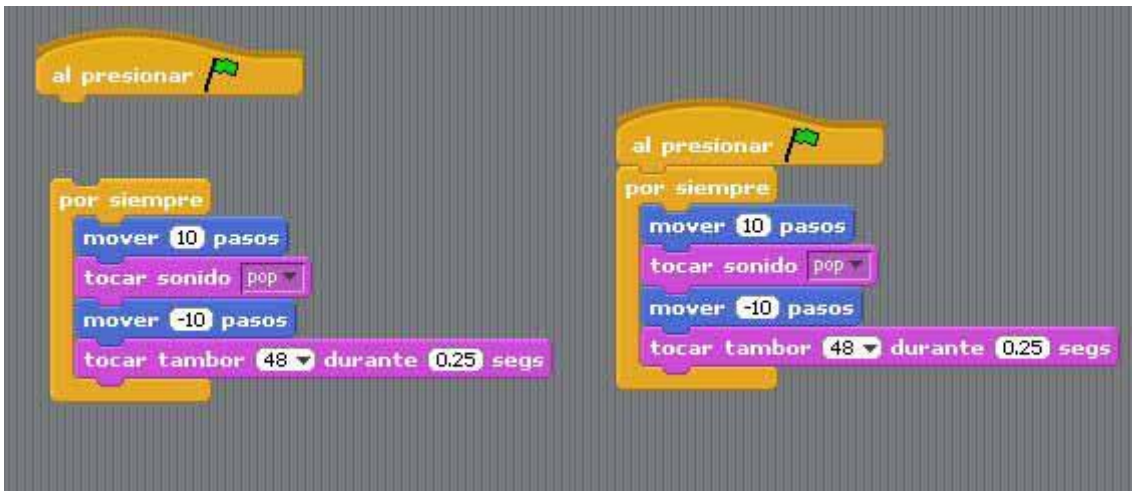 al presionar
por siempre
mover 10 pasos
tocar sonido pop
mover -10 pasos
tocar tambor 48 durante 0.25 segs
al presionar
por siempre
mover 10 pasos
tocar sonido pop
mover -10 pasos
tocar tambor 48 durante 0.25 segs